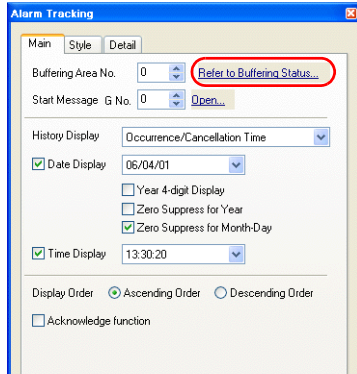 Alarm Tracking
Main Style Detail
Buffering Area No. 0 Refer to Buffering Status...
Start Message G No. 0 Open...
History Display Occurrence/Cancellation Time
Date Display 06/04/01
Year 4-digit Display
Zero Suppress for Year
Zero Suppress for Month-Day
Time Display 13:30:20
Display Order Ascending Order Descending Order
Acknowledge function